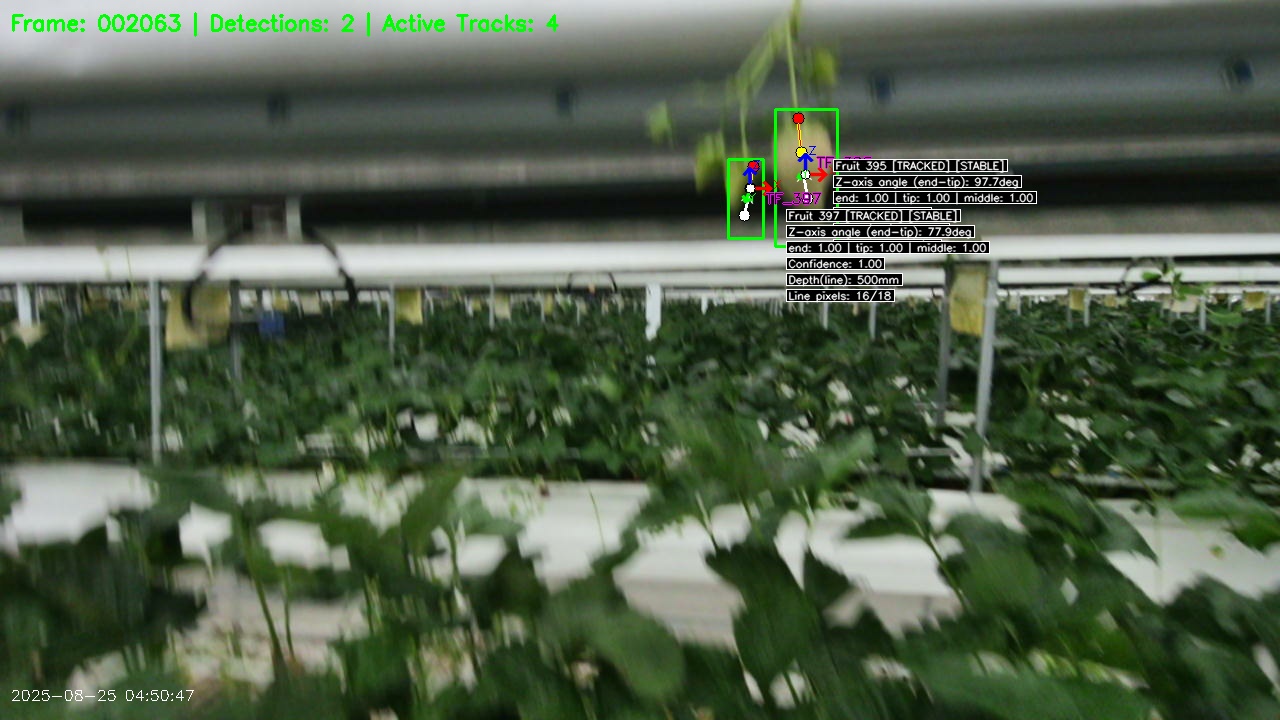 Frame: 002063 | Detections: 2 | Active Tracks: 4
Fruit 395 [TRACKED] [STABLE]
Z-axis angle (end-tip): 97.7deg
end: 1.00 | tip: 1.00 | middle: 1.00
Z
TF_397
Fruit 397 [TRACKED] [STABLE]
Z-axis angle (end-tip): 77.9deg
end: 1.00 | tip: 1.00 | middle: 1.00
Confidence: 1.00
Depth(line): 500mm
Line pixels: 16/18
2025-08-25 04:50:47